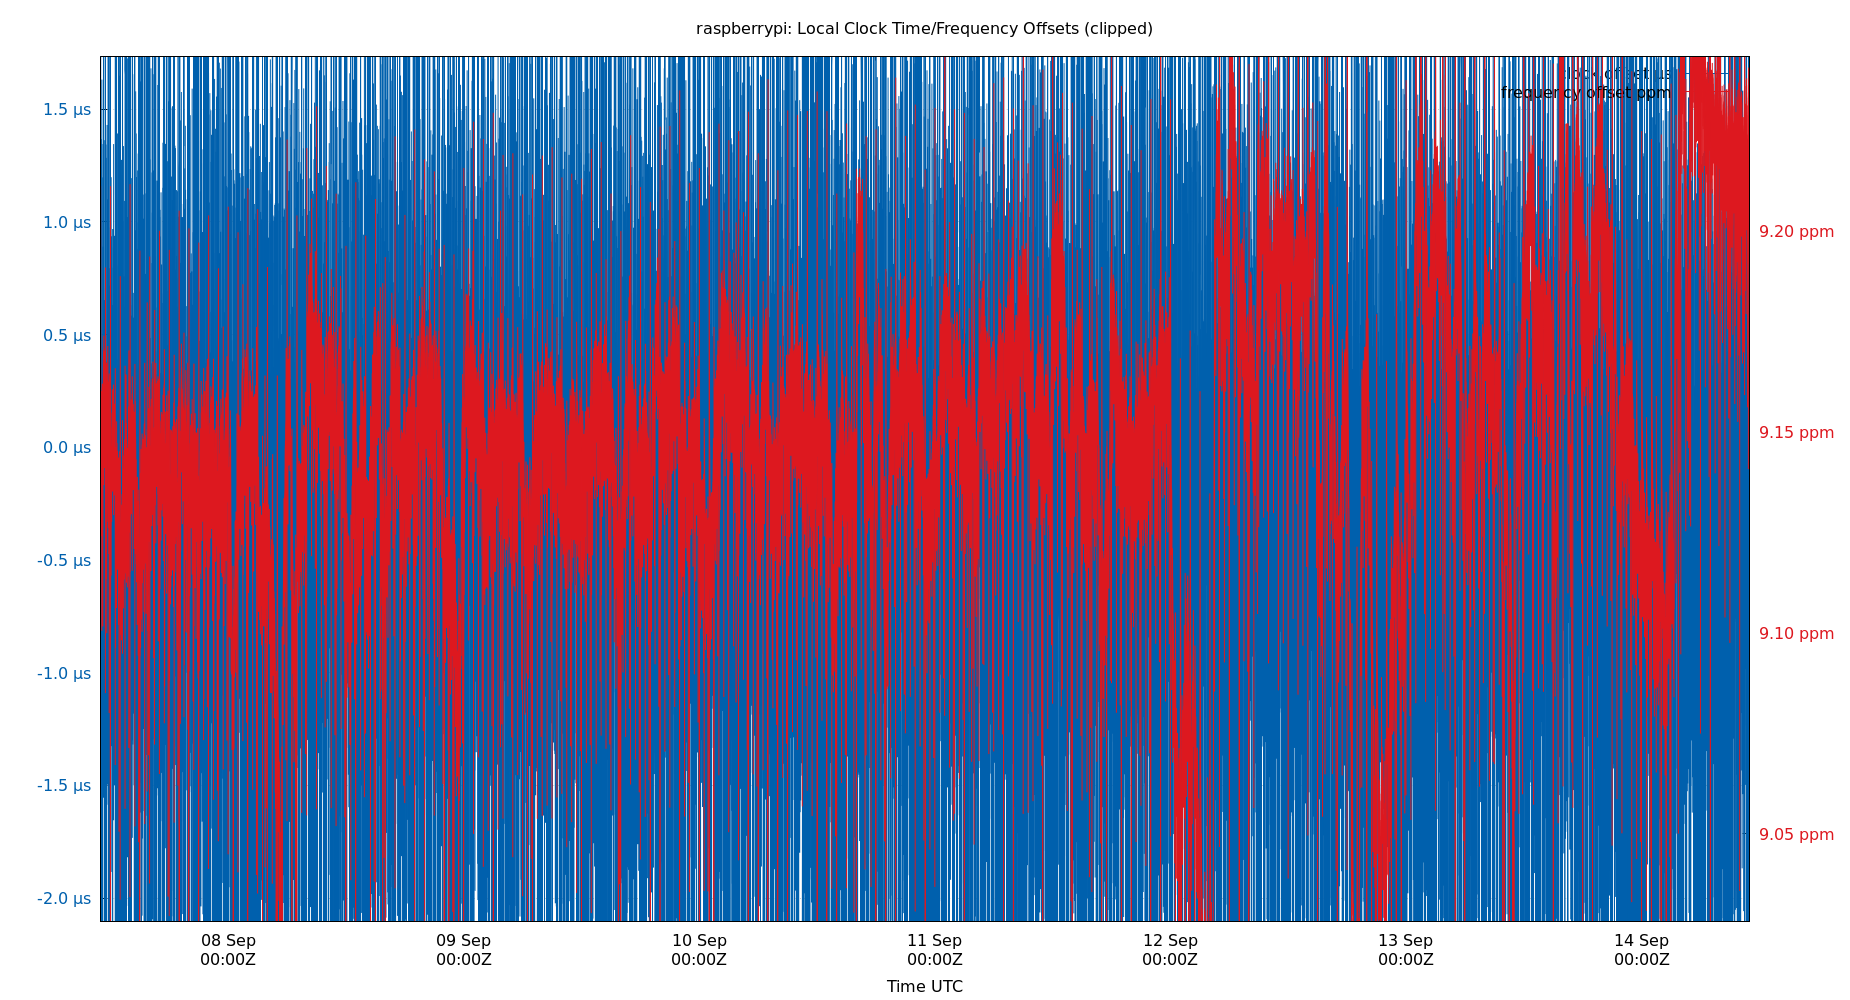 raspberrypi: Local Clock Time/Frequency Offsets (clipped)
clock offset µs
frequency offset ppm
1.5 µs
1.0 µs
0.5 µs
0.0 µs
-0.5 µs
-1.0 µs
-1.5 µs
-2.0 µs
9.20 ppm
9.15 ppm
9.10 ppm
9.05 ppm
08 Sep
00:00Z
09 Sep
00:00Z
10 Sep
00:00Z
11 Sep
00:00Z
12 Sep
00:00Z
13 Sep
00:00Z
14 Sep
00:00Z
Time UTC